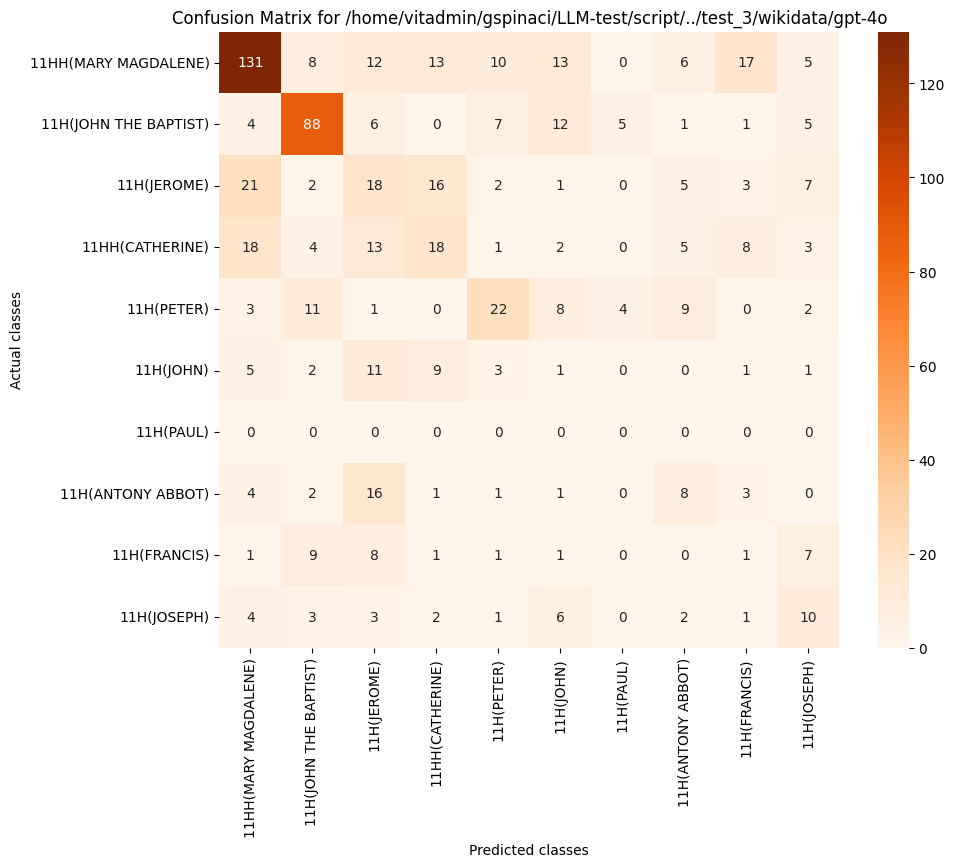 Confusion Matrix for /home/vitadmin/gspinaci/LLM-test/script/../test_3/wikidata/gpt-4o
Actual classes
11HH(MARY MAGDALENE) 131 8 12 13 10 13 0 6 17 5
11H(JOHN THE BAPTIST) 4 88 6 0 7 12 5 1 1 5
11H(JEROME) 21 2 18 16 2 1 0 5 3 7
11HH(CATHERINE) 18 4 13 18 1 2 0 5 8 3
11H(PETER) 3 11 1 0 22 8 4 9 0 2
11H(JOHN) 5 2 11 9 3 1 0 0 1 1
11H(PAUL) 0 0 0 0 0 0 0 0 0 0
11H(ANTONY ABBOT) 4 2 16 1 1 1 0 8 3 0
11H(FRANCIS) 1 9 8 1 1 1 0 0 1 7
11H(JOSEPH) 4 3 3 2 1 6 0 2 1 10
11HH(MARY MAGDALENE)
11H(JOHN THE BAPTIST)
11H(JEROME)
11HH(CATHERINE)
11H(PETER)
11H(JOHN)
11H(PAUL)
11H(ANTONY ABBOT)
11H(FRANCIS)
11H(JOSEPH)
Predicted classes
120
100
80
60
40
20
0